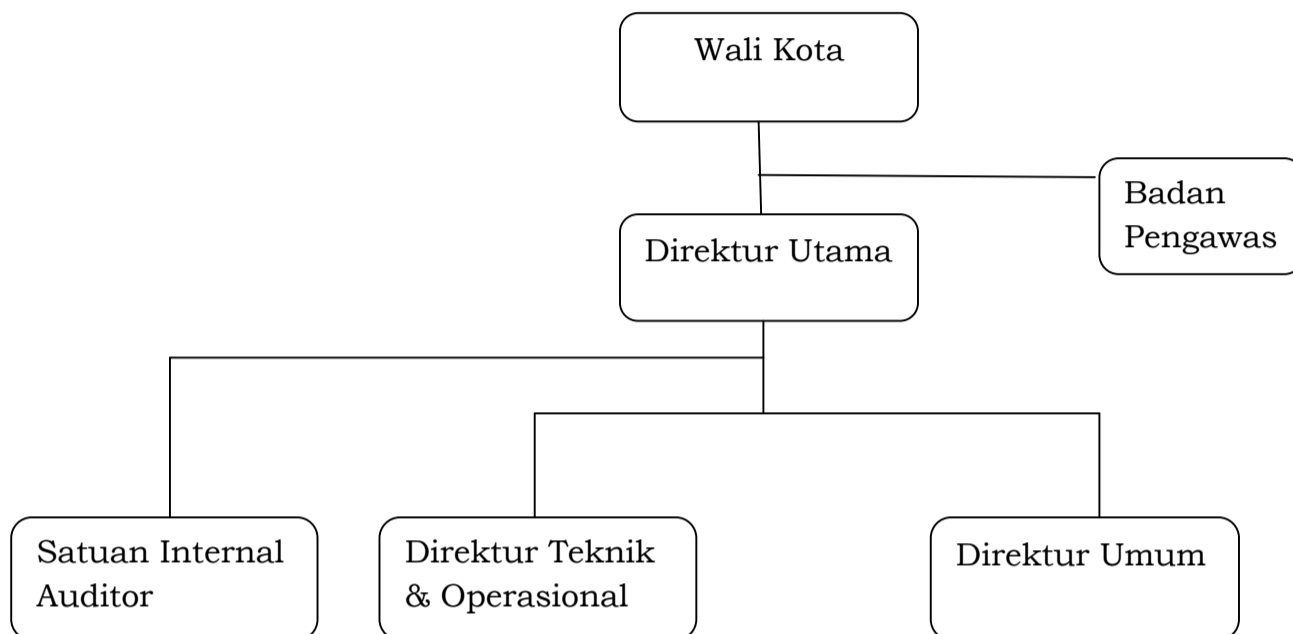 Wali Kota
Badan
Pengawas
Direktur Utama
Satuan Internal
Auditor
Direktur Teknik
& Operasional
Direktur Umum